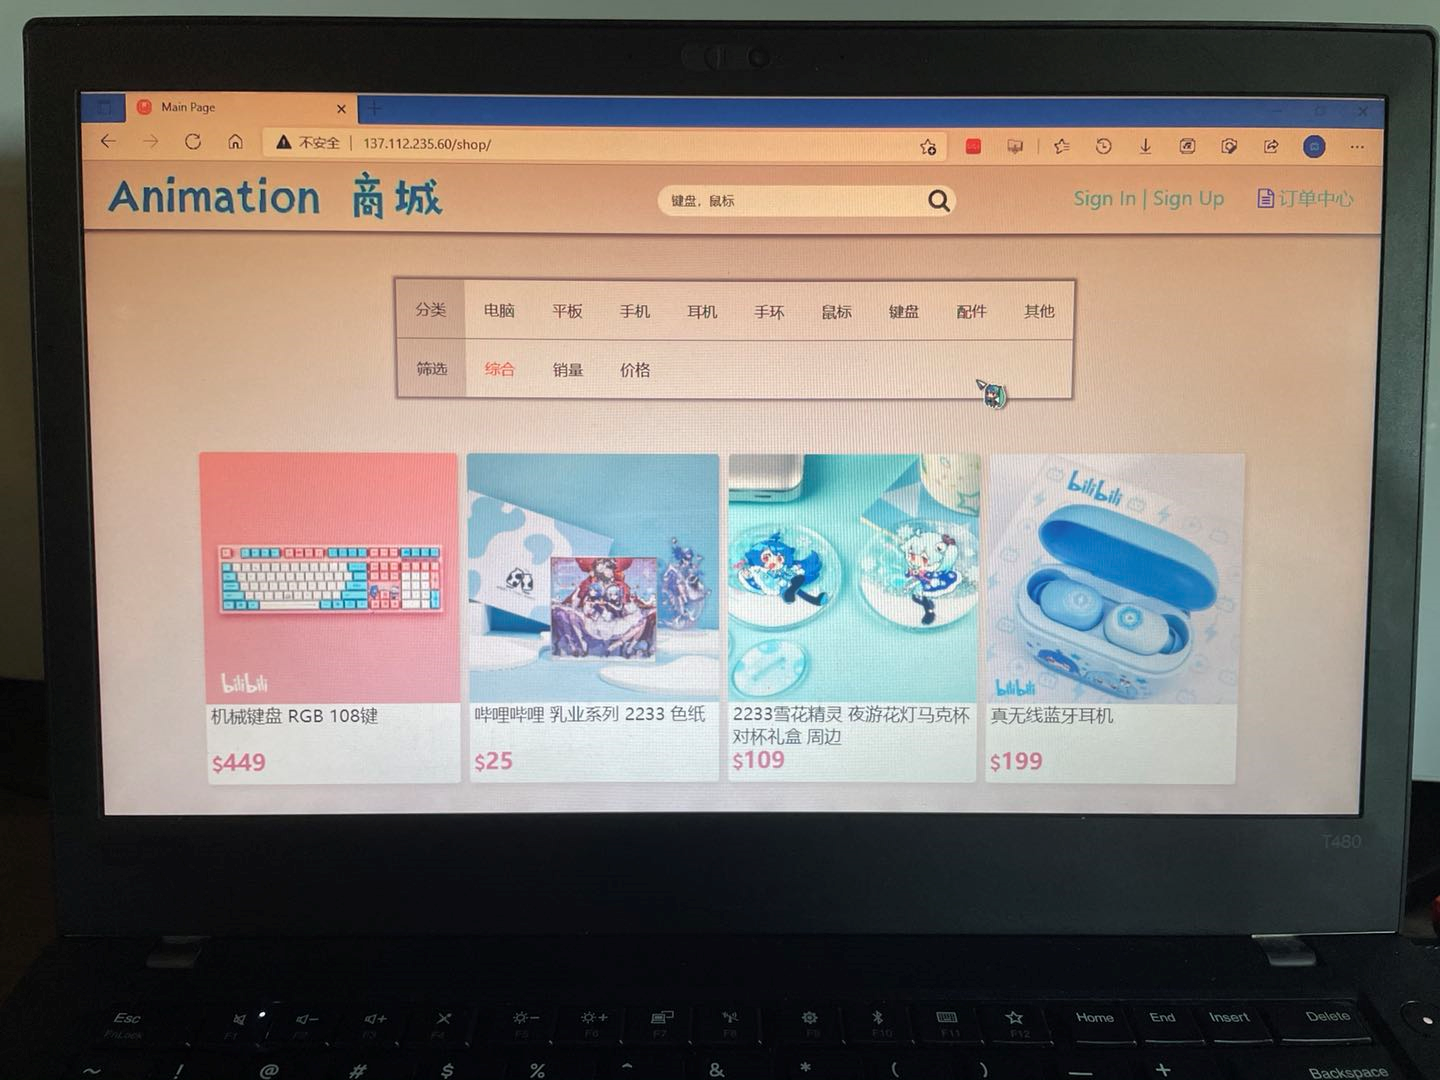 Main Page
不安全 137.112.235.60/shop/
Animation 商城
键盘，鼠标
Sign In | Sign Up
订单中心
分类 电脑 平板 手机 耳机 手环 鼠标 键盘 配件 其他
筛选 综合 销量 价格
bilibili
bilibili
bilibili
机械键盘 RGB 108键
$449
哔哩哔哩 乳业系列 2233 色纸
$25
2233雪花精灵 夜游花灯马克杯
对杯礼盒 周边
$109
真无线蓝牙耳机
$199
T480
Esc F1 F2 F3 F4 F5 F6 F7 F8 F9 F10 F11 F12 Home End Insert Delete
FnLock
~ ! @ # $ % ^ & * ( ) — + Backspace